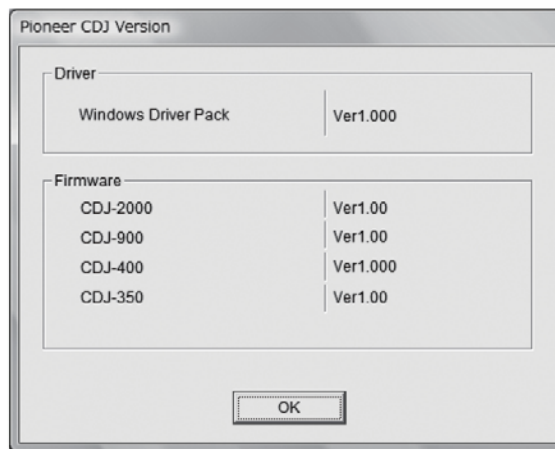 Pioneer CDJ Version
Driver
Windows Driver Pack Ver1.000
Firmware
CDJ-2000 Ver1.00
CDJ-900 Ver1.00
CDJ-400 Ver1.000
CDJ-350 Ver1.00
OK